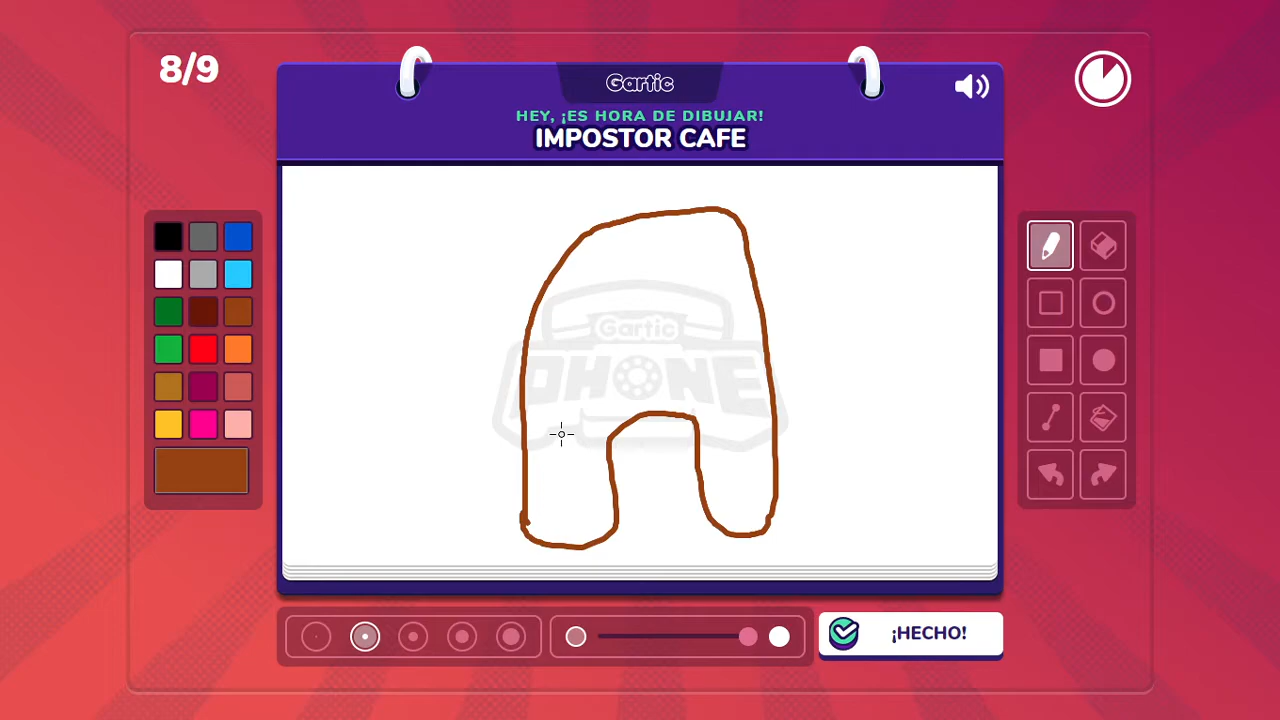 8/9
Gartic
HEY, ¡ES HORA DE DIBUJAR!
IMPOSTOR CAFE
Gartic
PHONE
¡HECHO!